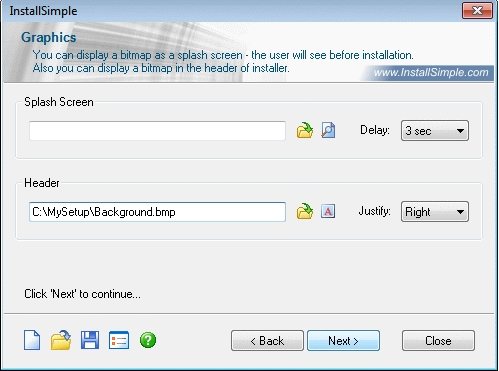 InstallSimple
Graphics
You can display a bitmap as a splash screen - the user will see before installation.
Also you can display a bitmap in the header of installer.
www.InstallSimple.com
Splash Screen
Delay: 3 sec
Header
C:\MySetup\Background.bmp Justify: Right
Click 'Next' to continue...
< Back Next > Close